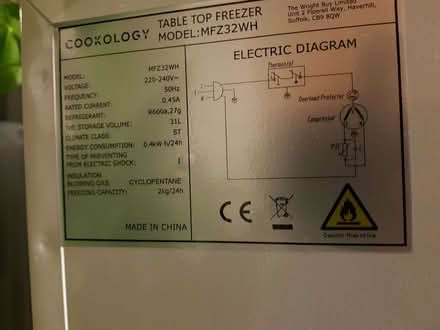 COOKOLOGY
TABLE TOP FREEZER
MODEL:MFZ32WH
The Wright Buy Limited
Unit 2 Floorall Way, Haverhill,
Suffolk, CB9 8QW
MODEL: MFZ32WH
VOLTAGE: 220-240V~
FREQUENCY: 50Hz
RATED CURRENT: 0.45A
REFRIGERANT: R600a,27g
THE STORAGE VOLUME: 31L
CLIMATE CLASS: ST
ENERGY CONSUMPTION: 0.4kW·h/24h
TYPE OF PREVENTING
FROM ELECTRIC SHOCK: I
INSULATION
BLOWING GAS: CYCLOPENTANE
FREEZING CAPACITY: 2kg/24h
MADE IN CHINA
ELECTRIC DIAGRAM
Thermostat
Overload Protector
Compressor
CE